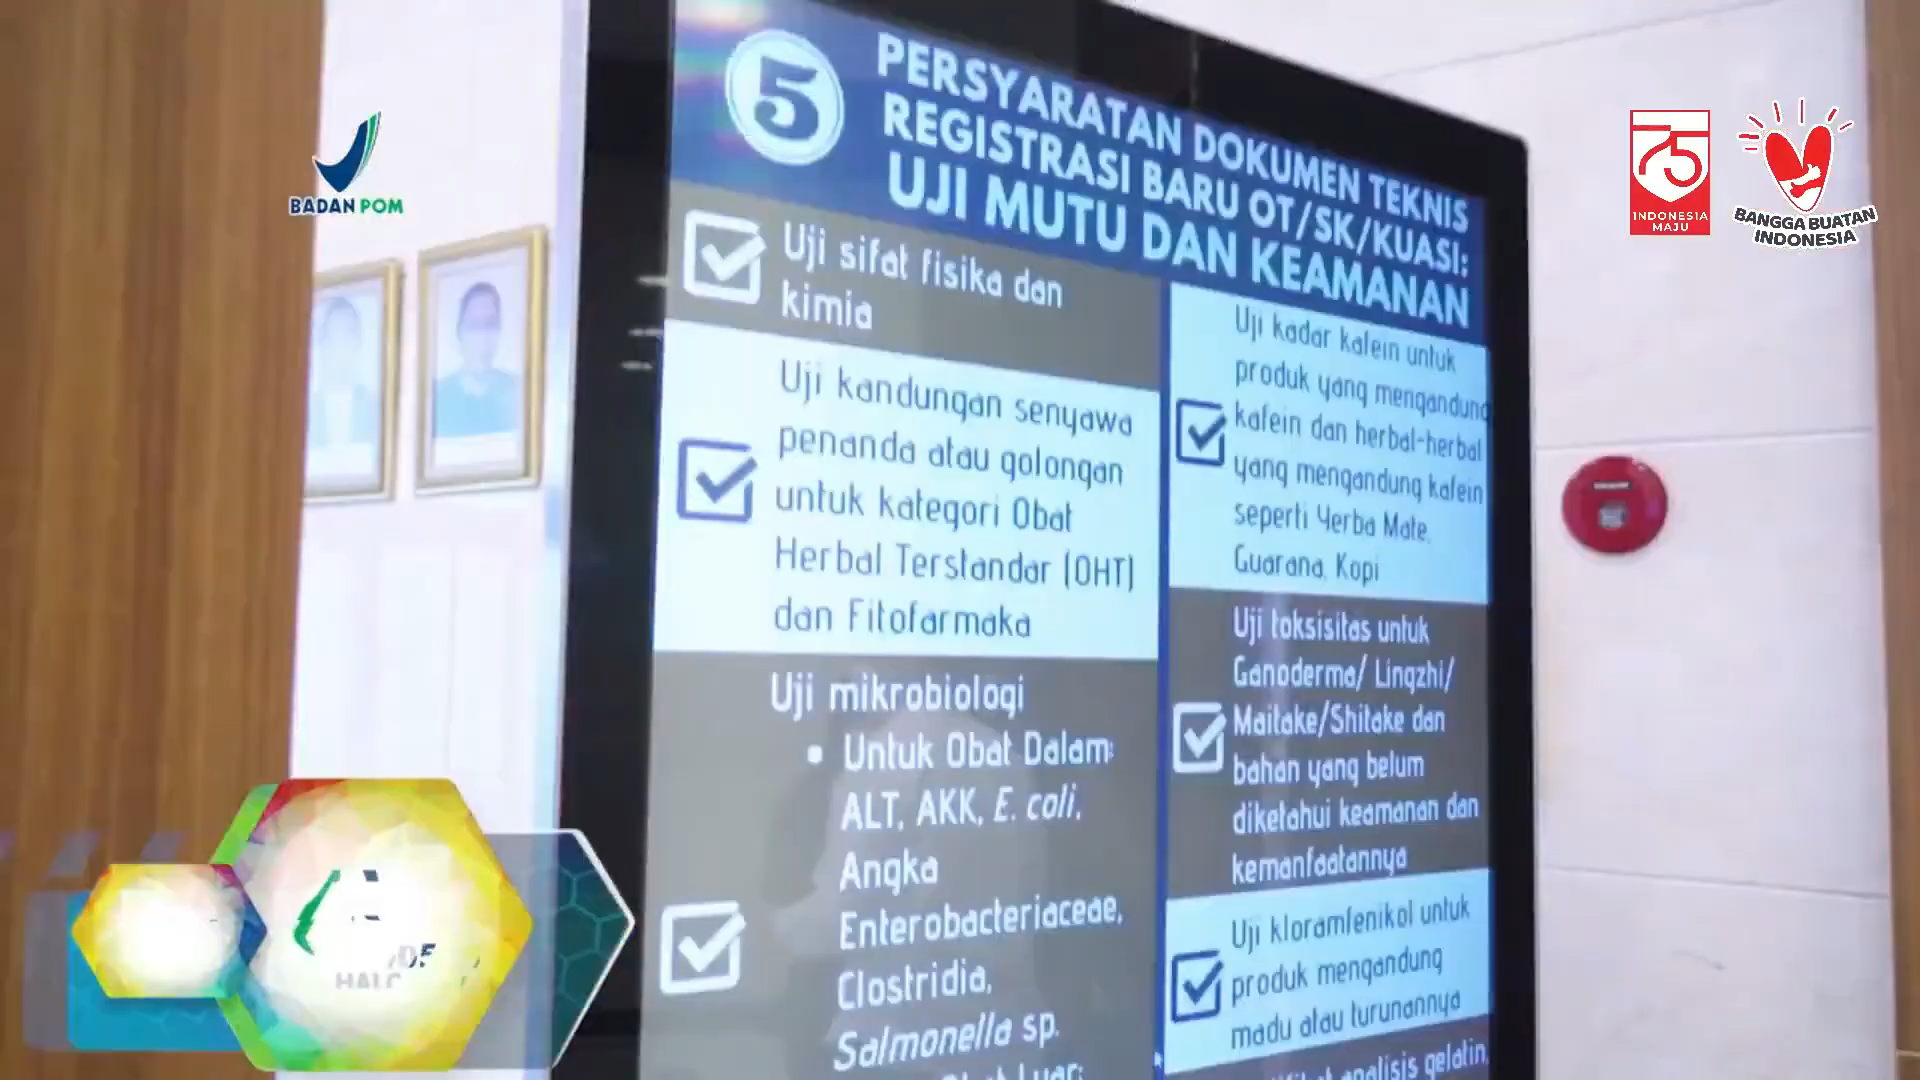 BADAN POM
75
INDONESIA
MAJU
BANGGA BUATAN
INDONESIA
5
PERSYARATAN DOKUMEN TEKNIS
REGISTRASI BARU OT/SK/KUASI:
UJI MUTU DAN KEAMANAN
Uji sifat fisika dan
kimia
Uji kandungan senyawa
penanda atau golongan
untuk kategori Obat
Herbal Terstandar (OHT)
dan Fitofarmaka
Uji mikrobiologi
• Untuk Obat Dalam:
ALT, AKK, E. coli,
Angka
Enterobacteriaceae,
Clostridia,
Salmonella sp.
Uji kadar kafein untuk
produk yang mengandung
kafein dan herbal-herbal
yang mengandung kafein
seperti Yerba Mate,
Guarana, Kopi
Uji toksisitas untuk
Ganoderma/ Lingzhi/
Maitake/Shitake dan
bahan yang belum
diketahui keamanan dan
kemanfaatannya
Uji kloramfenikol untuk
produk mengandung
madu atau turunannya
analisis gelatin,